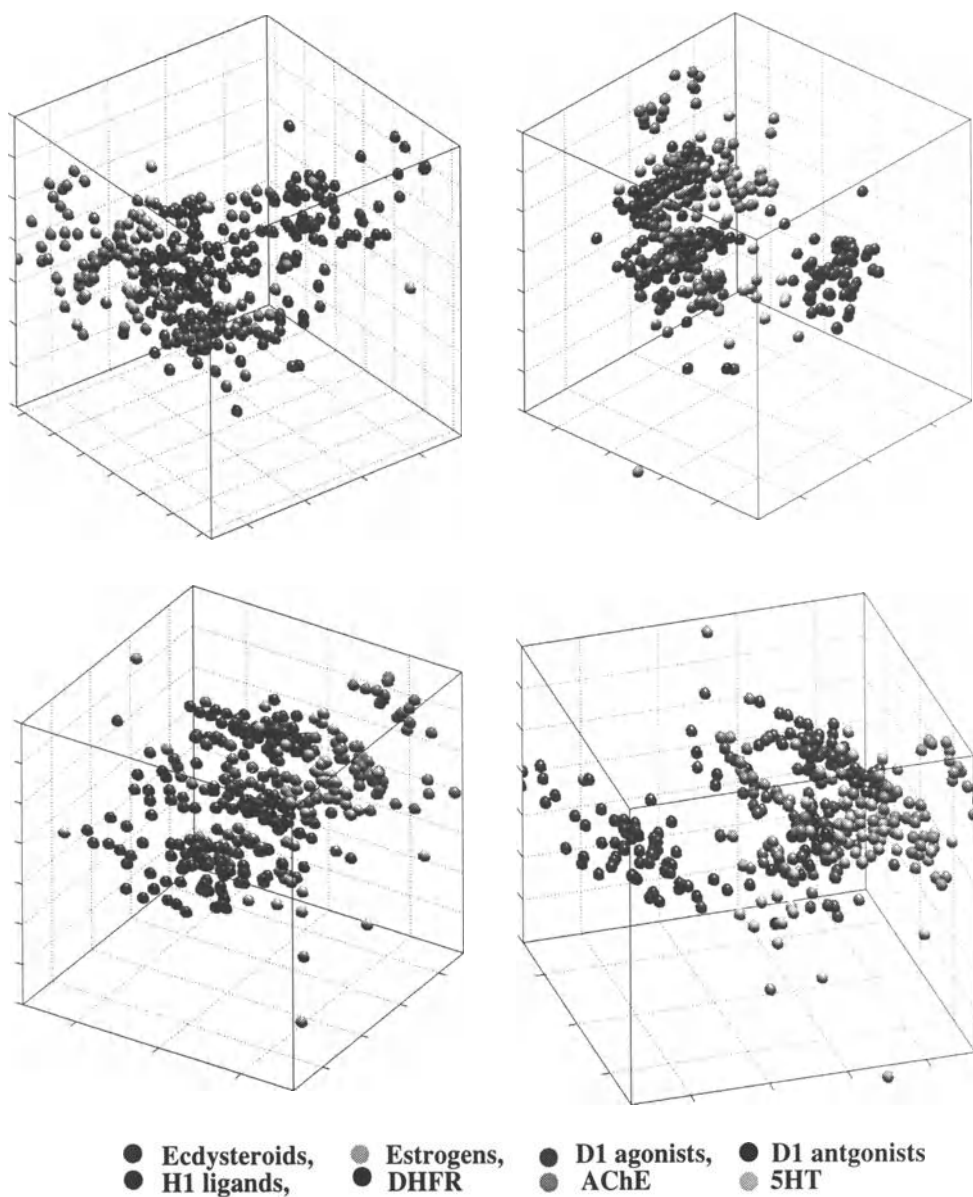 Ecdysteroids, Estrogens, D1 agonists, D1 antgonists
H1 ligands, DHFR AChE 5HT